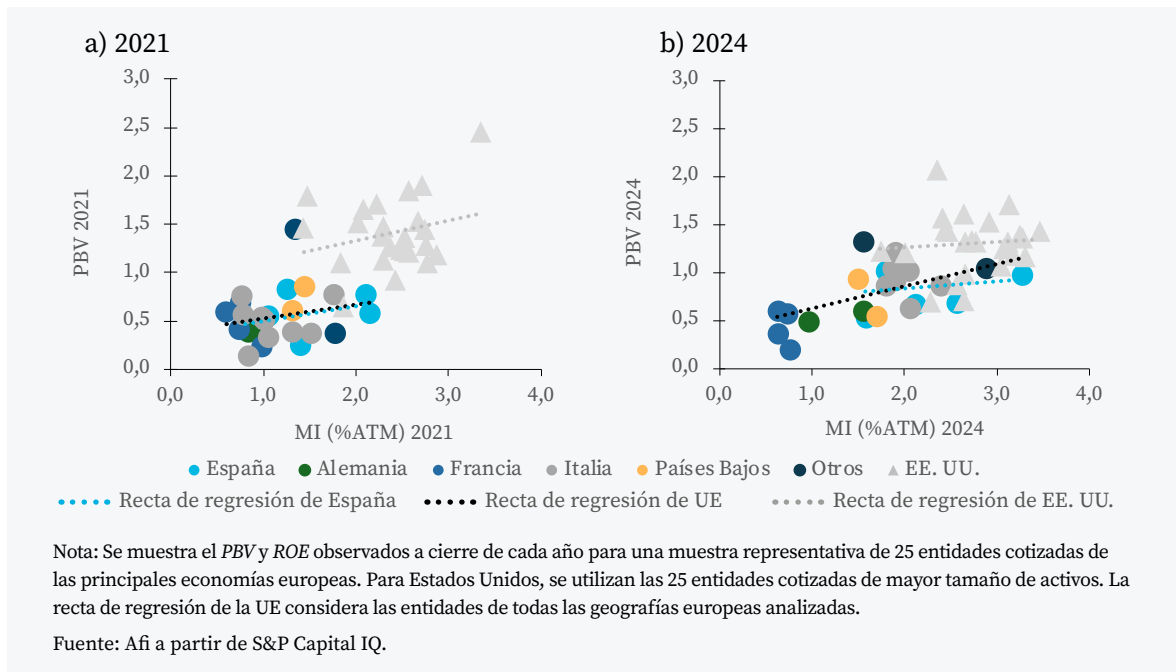 a) 2021
3,0
2,5
2,0
1,5
1,0
0,5
0,0
PBV 2021
0,0 1,0 2,0 3,0 4,0
MI (%ATM) 2021
b) 2024
3,0
2,5
2,0
1,5
1,0
0,5
0,0
PBV 2024
0,0 1,0 2,0 3,0 4,0
MI (%ATM) 2024
España Alemania Francia Italia Países Bajos Otros EE. UU.
Recta de regresión de España Recta de regresión de UE Recta de regresión de EE. UU.
Nota: Se muestra el PBV y ROE observados a cierre de cada año para una muestra representativa de 25 entidades cotizadas de
las principales economías europeas. Para Estados Unidos, se utilizan las 25 entidades cotizadas de mayor tamaño de activos. La
recta de regresión de la UE considera las entidades de todas las geografías europeas analizadas.
Fuente: Afi a partir de S&P Capital IQ.